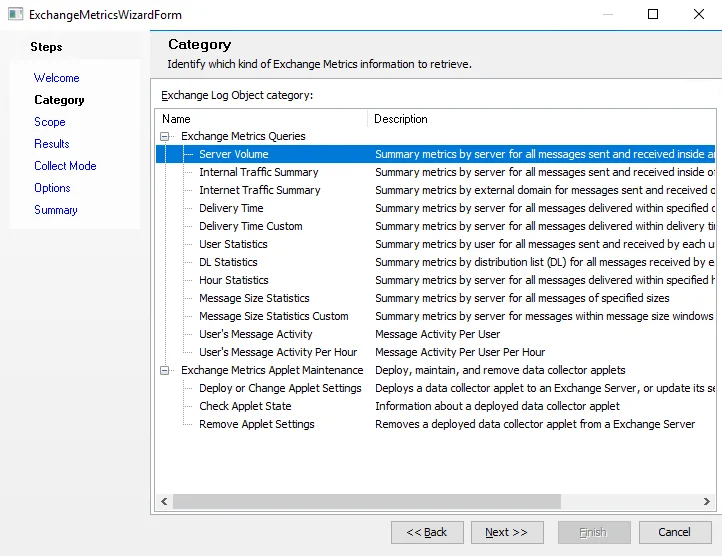 ExchangeMetricsWizardForm
Steps
Welcome
Category
Scope
Results
Collect Mode
Options
Summary
Category
Identify which kind of Exchange Metrics information to retrieve.
Exchange Log Object category:
Name Description
Exchange Metrics Queries
Server Volume Summary metrics by server for all messages sent and received inside
Internal Traffic Summary Summary metrics by server for all messages sent and received inside
Internet Traffic Summary Summary metrics by external domain for messages sent and received
Delivery Time Summary metrics by server for all messages delivered within specified
Delivery Time Custom Summary metrics by server for all messages delivered within delivery
User Statistics Summary metrics by user for all messages sent and received by each
DL Statistics Summary metrics by distribution list (DL) for all messages received by
Hour Statistics Summary metrics by server for all messages delivered within specified
Message Size Statistics Summary metrics by server for all messages of specified sizes
Message Size Statistics Custom Summary metrics by server for messages within message size windows
User's Message Activity Message Activity Per User
User's Message Activity Per Hour Message Activity Per User Per Hour
Exchange Metrics Applet Maintenance Deploy, maintain, and remove data collector applets
Deploy or Change Applet Settings Deploys a data collector applet to an Exchange Server, or update its
Check Applet State Information about a deployed data collector applet
Remove Applet Settings Removes a deployed data collector applet from a Exchange Server
<< Back Next >> Finish Cancel